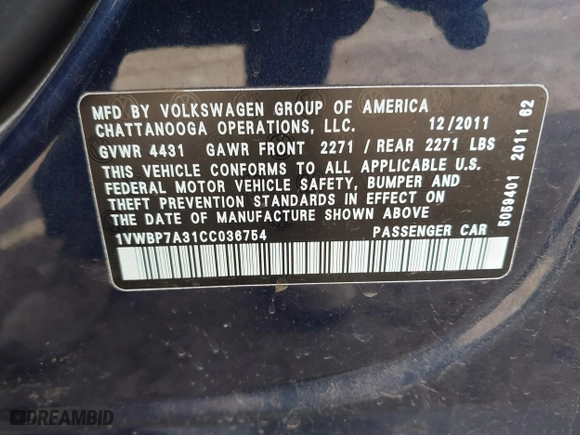 MFD BY VOLKSWAGEN GROUP OF AMERICA
CHATTANOOGA OPERATIONS, LLC. 12/2011
GVWR 4431 GAWR FRONT 2271 / REAR 2271 LBS
THIS VEHICLE CONFORMS TO ALL APPLICABLE U.S.
FEDERAL MOTOR VEHICLE SAFETY, BUMPER AND
THEFT PREVENTION STANDARDS IN EFFECT ON
THE DATE OF MANUFACTURE SHOWN ABOVE.
1VWBP7A31CC036754 PASSENGER CAR
5059401 2011 62
DREAMBID